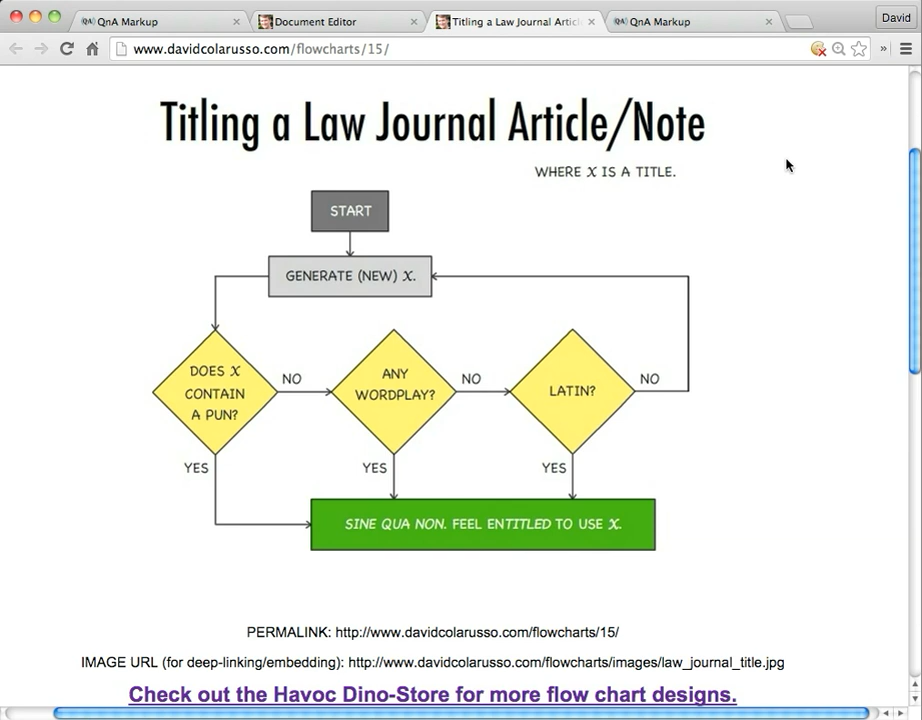 QnA Markup
Document Editor
Titling a Law Journal Artic
QnA Markup
David
www.davidcolarusso.com/flowcharts/15/
Titling a Law Journal Article/Note
WHERE X IS A TITLE.
START
GENERATE (NEW) X.
DOES X
CONTAIN
A PUN?
NO
ANY
WORDPLAY?
NO
LATIN?
NO
YES
YES
YES
SINE QUA NON. FEEL ENTITLED TO USE X.
PERMALINK: http://www.davidcolarusso.com/flowcharts/15/
IMAGE URL (for deep-linking/embedding): http://www.davidcolarusso.com/flowcharts/images/law_journal_title.jpg
Check out the Havoc Dino-Store for more flow chart designs.